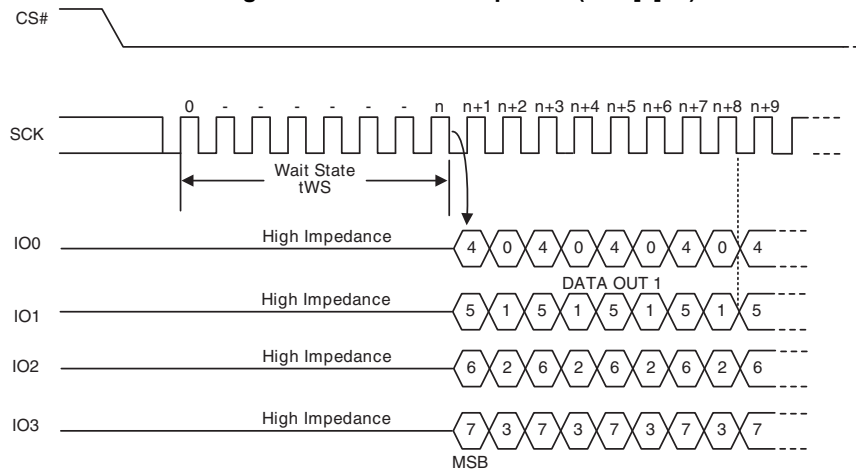 CS#
0 - - - - - - n n+1 n+2 n+3 n+4 n+5 n+6 n+7 n+8 n+9
SCK
Wait State
tWS
IO0 High Impedance 4 0 4 0 4 0 4 0 4
DATA OUT 1
IO1 High Impedance 5 1 5 1 5 1 5 1 5
IO2 High Impedance 6 2 6 2 6 2 6 2 6
IO3 High Impedance 7 3 7 3 7 3 7 3 7
MSB